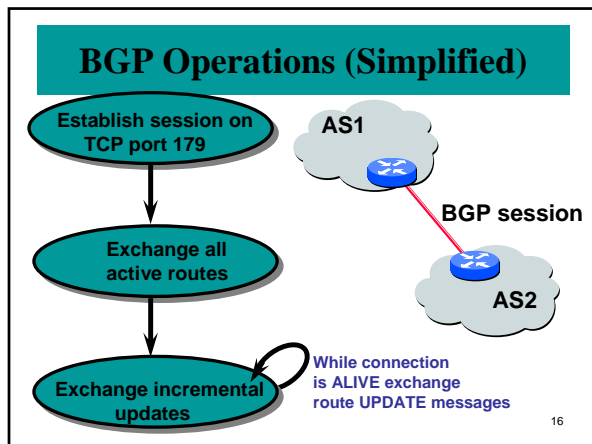 BGP Operations (Simplified)
Establish session on
TCP port 179
Exchange all
active routes
Exchange incremental
updates
AS1
BGP session
AS2
While connection
is ALIVE exchange
route UPDATE messages
16